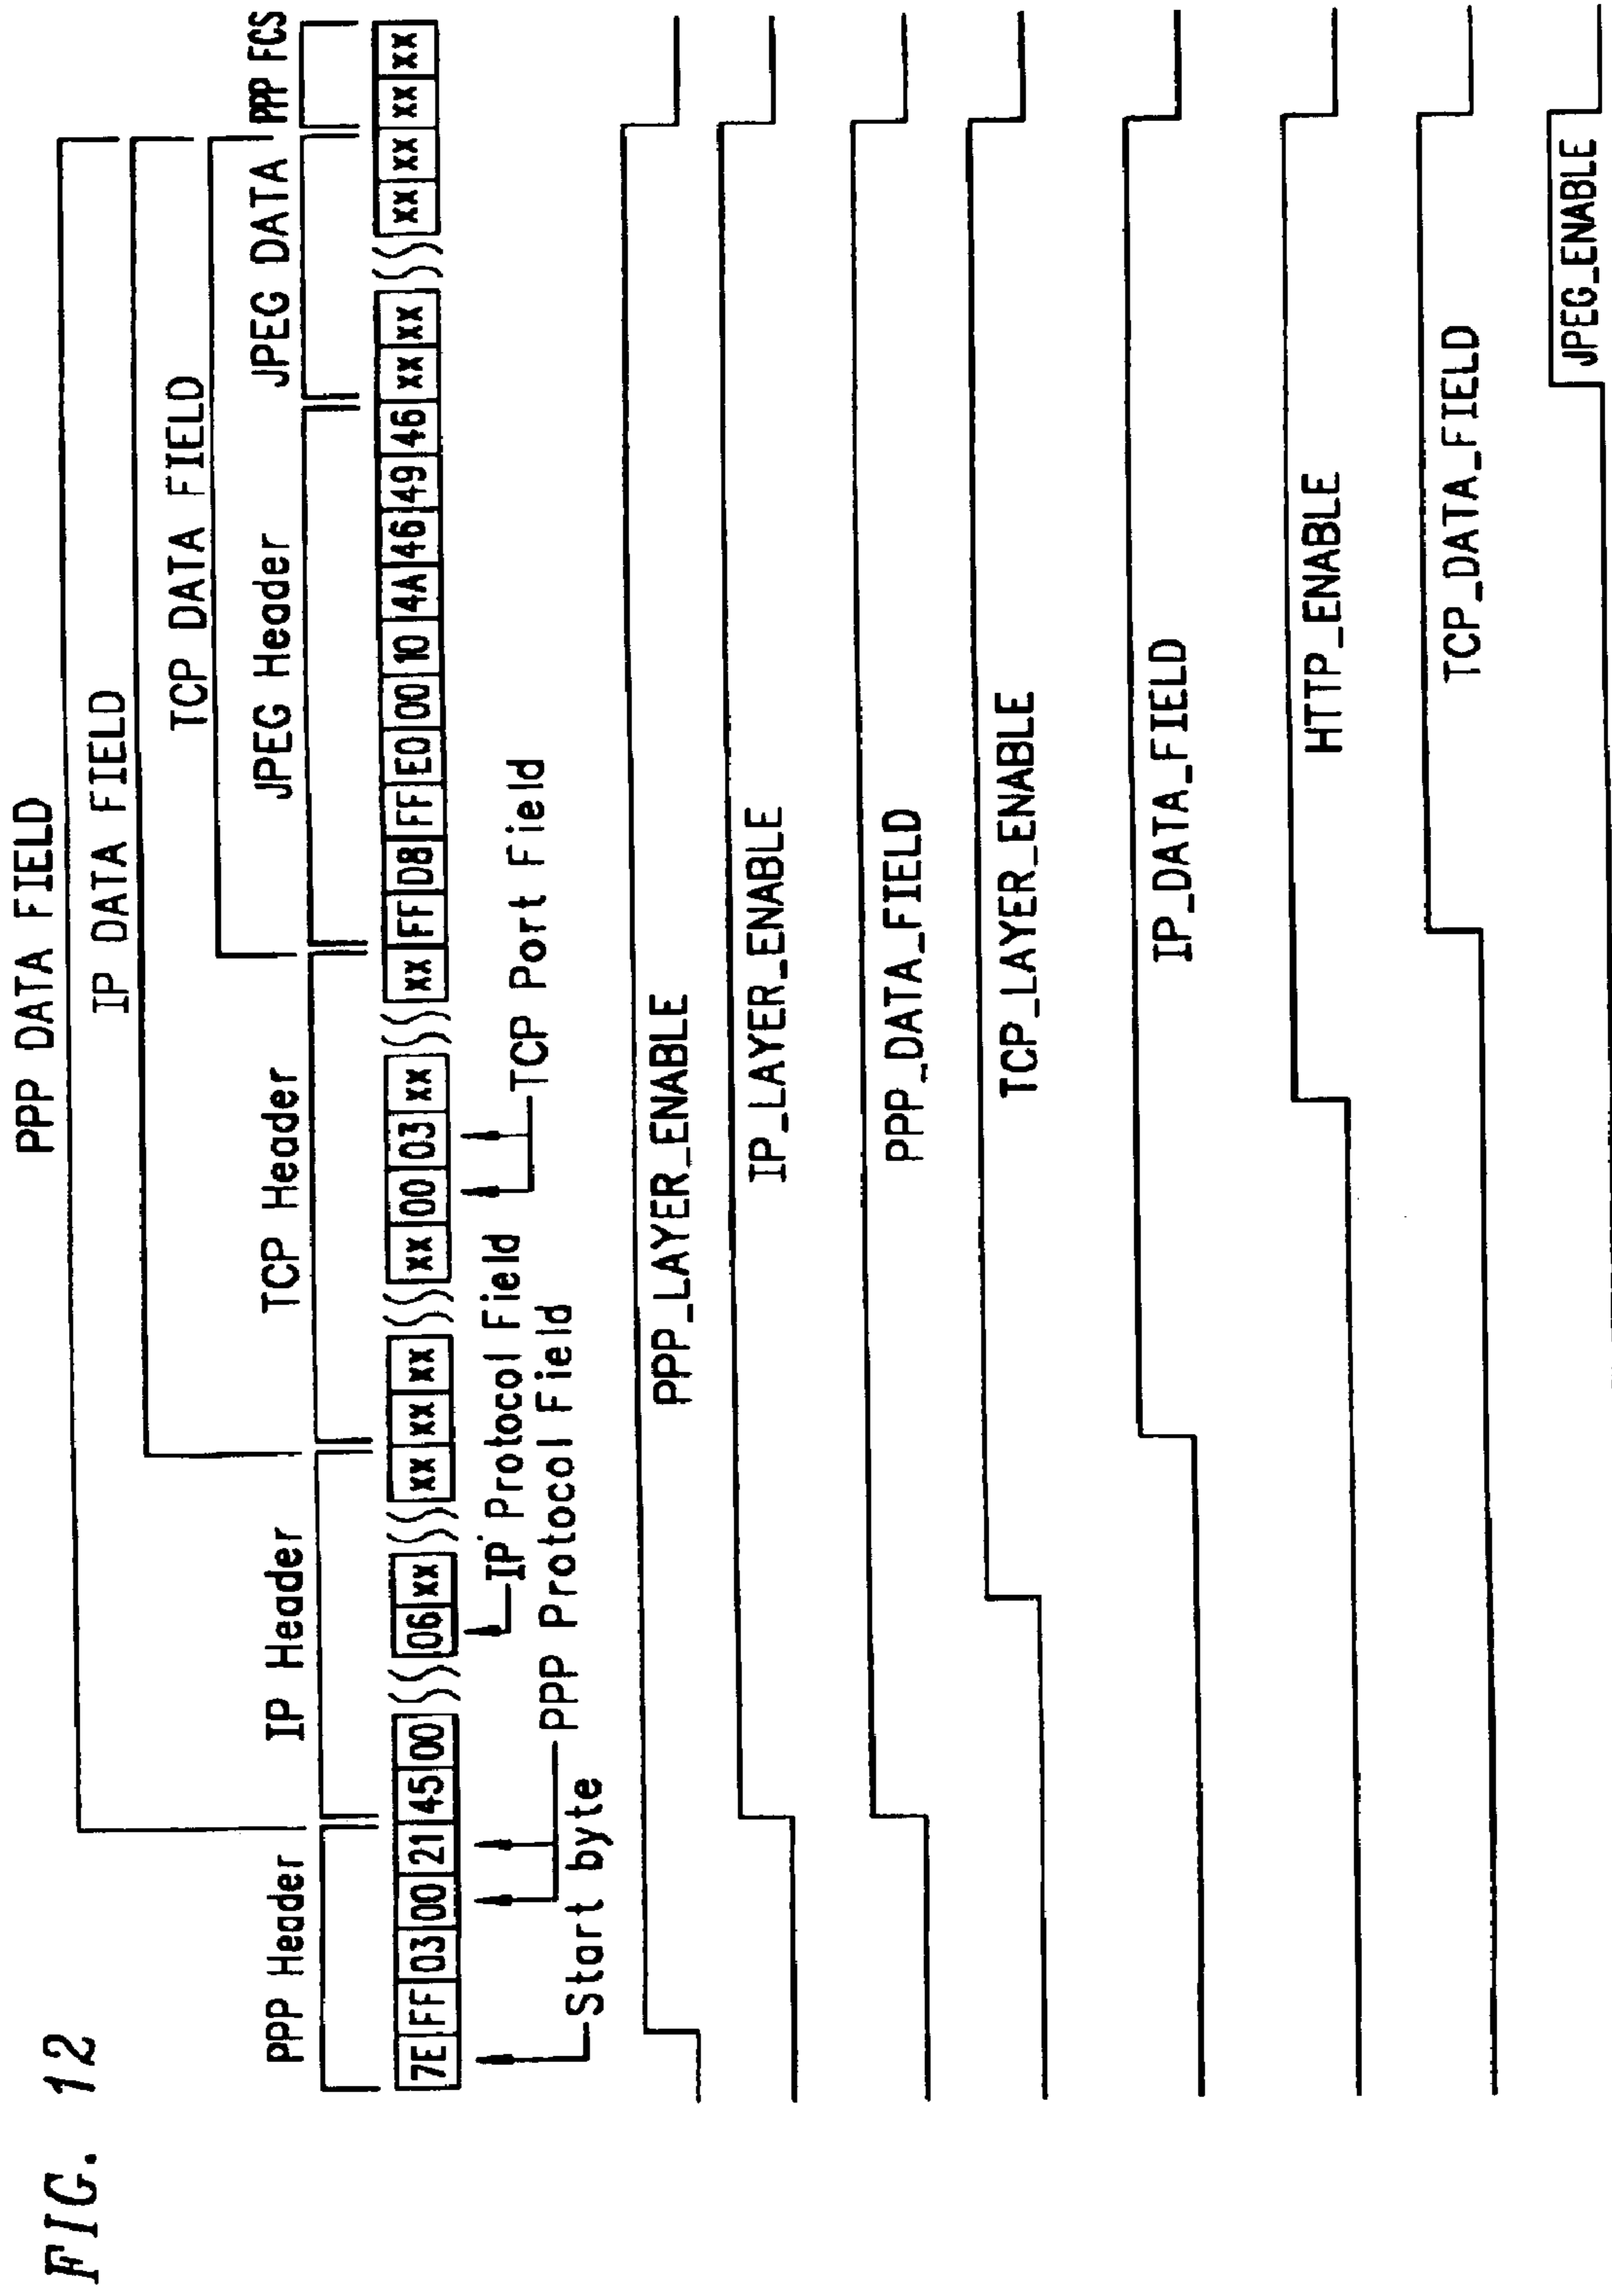 FIG. 12
PPP DATA FIELD
IP DATA FIELD
TCP DATA FIELD
PPP Header IP Header TCP Header JPEG Header JPEG DATA PPP FCS
7E FF 03 00 21 45 00 06 xx xx xx xx xx 00 03 xx xx FF D8 FF E0 00 10 4A 46 49 46 xx xx xx xx xx xx
IP Protocol Field TCP Port Field
PPP Protocol Field
Start byte
PPP_LAYER_ENABLE
IP_LAYER_ENABLE
PPP_DATA_FIELD
TCP_LAYER_ENABLE
IP_DATA_FIELD
HTTP_ENABLE
TCP_DATA_FIELD
JPEG_ENABLE